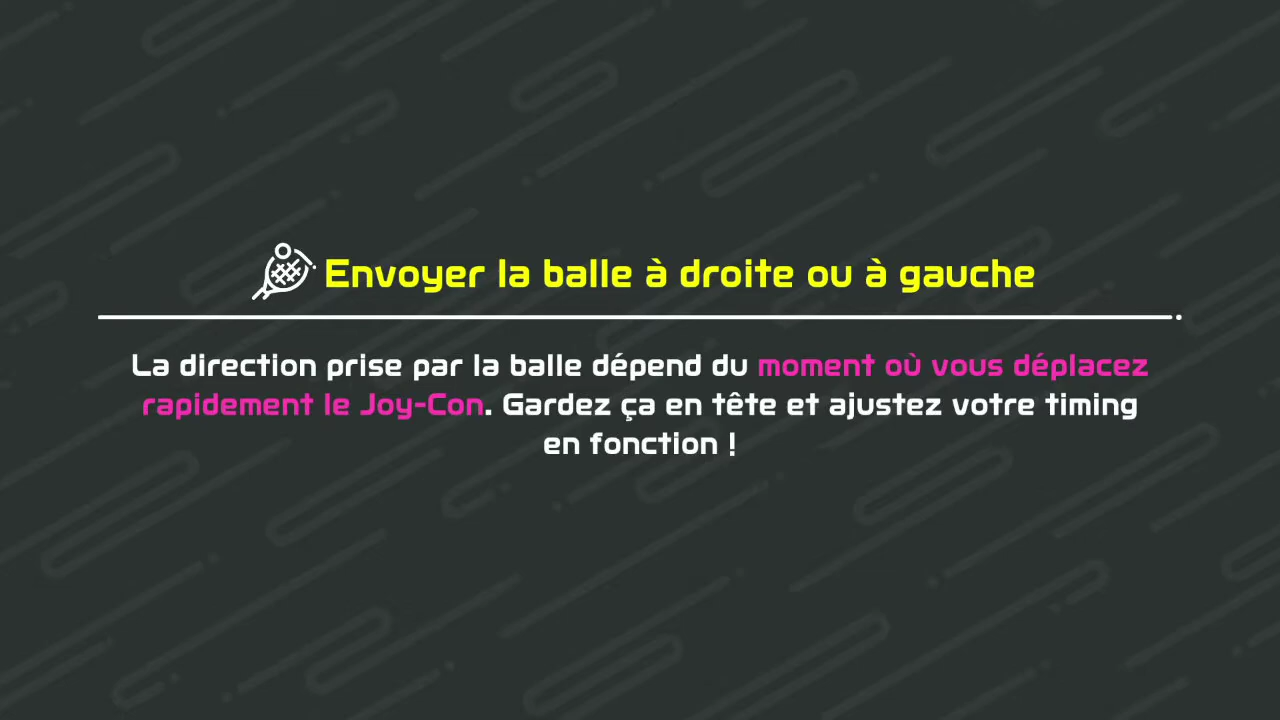 Envoyer la balle à droite ou à gauche
La direction prise par la balle dépend du moment où vous déplacez
rapidement le Joy-Con. Gardez ça en tête et ajustez votre timing
en fonction !